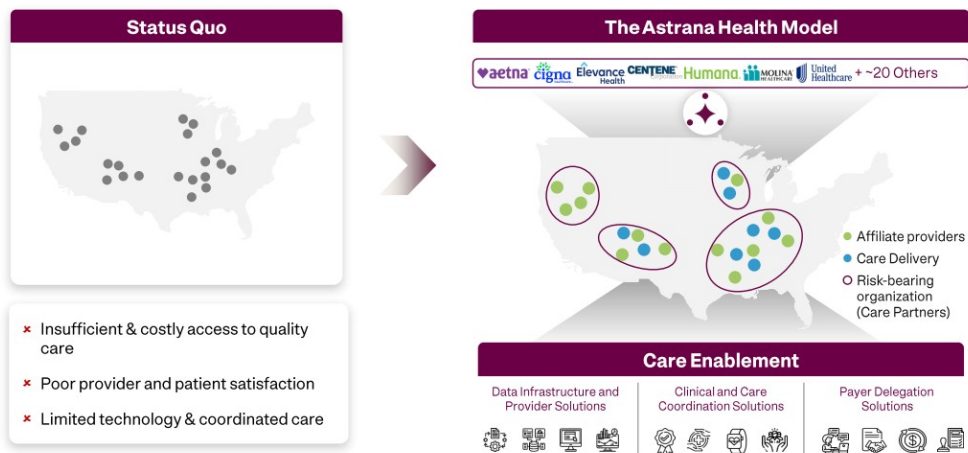 Status Quo
Insufficient & costly access to quality
care
Poor provider and patient satisfaction
Limited technology & coordinated care
The Astrana Health Model
aetna cigna Elevance Health CENTENE Humana MOLINA HEALTHCARE United Healthcare + ~20 Others
Affiliate providers
Care Delivery
Risk-bearing
organization
(Care Partners)
Care Enablement
Data Infrastructure and
Provider Solutions
Clinical and Care
Coordination Solutions
Payer Delegation
Solutions